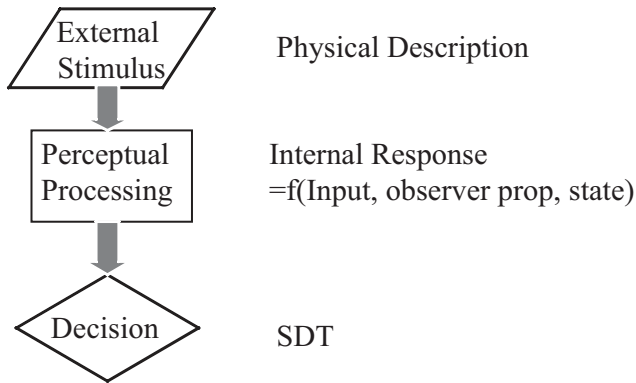 External
Stimulus
Physical Description
Perceptual
Processing
Internal Response
=f(Input, observer prop, state)
Decision
SDT